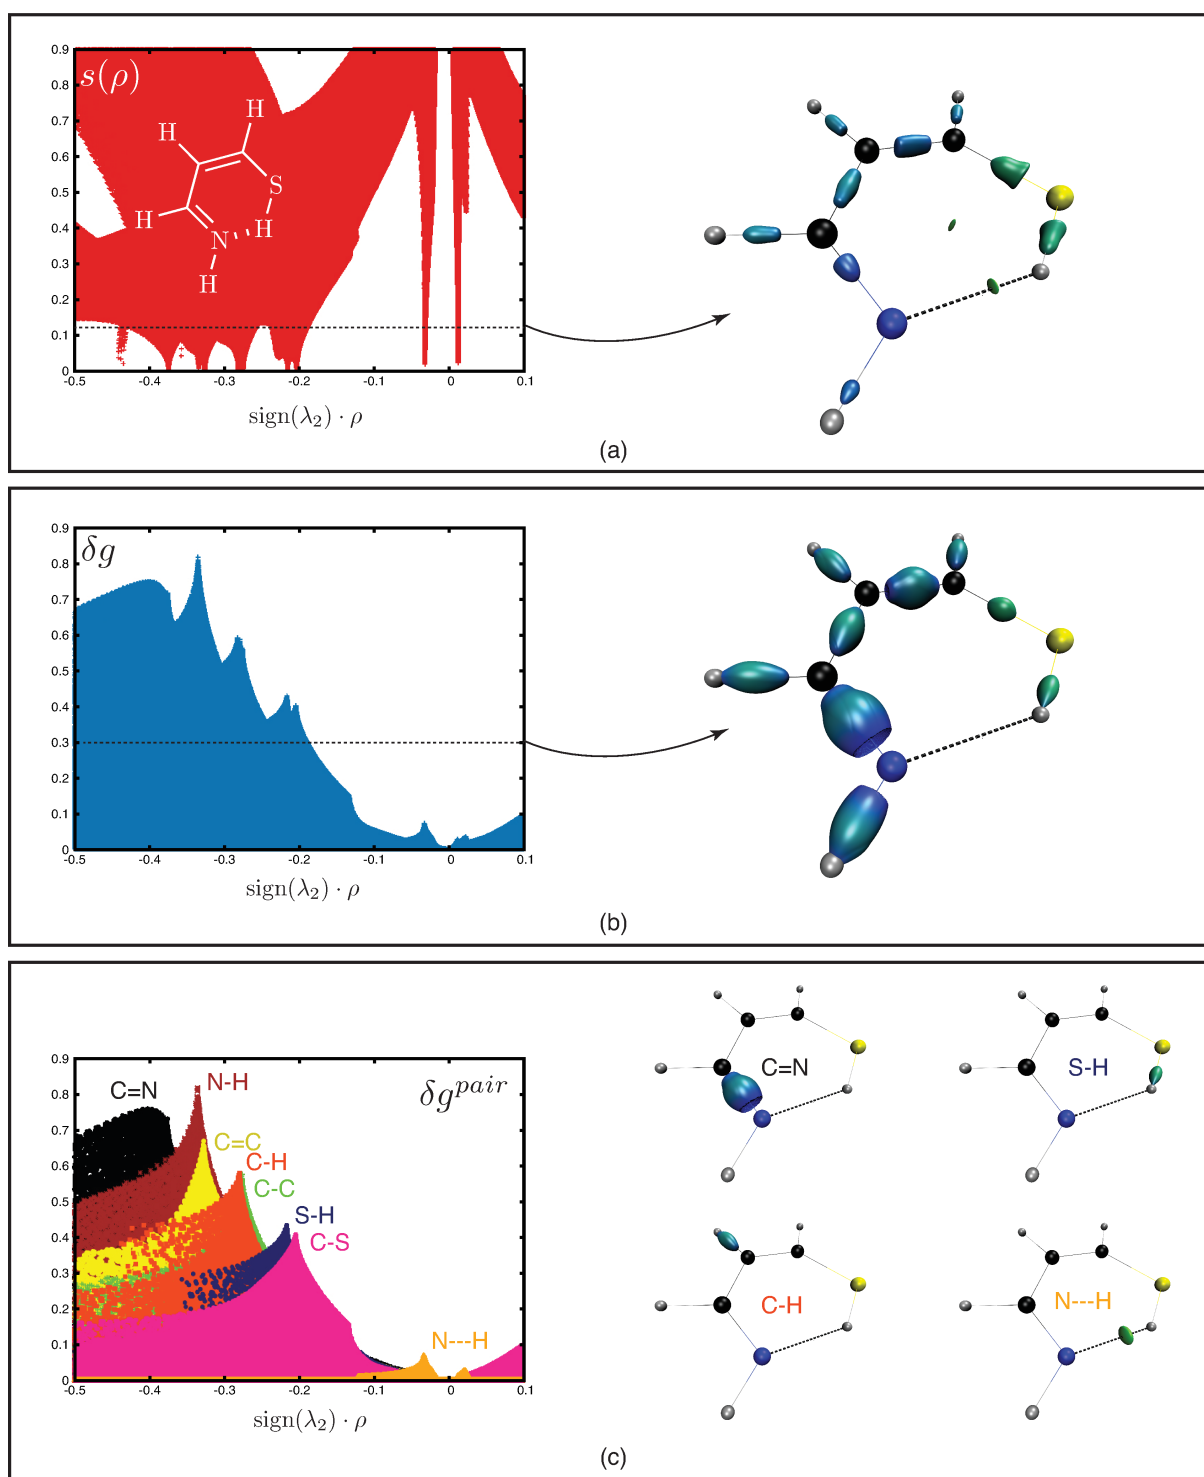 0.9
0.8
0.7
0.6
0.5
0.4
0.3
0.2
0.1
0
s(ρ)
H
H
H
S
H
N
H
-0.5 -0.4 -0.3 -0.2 -0.1 0 0.1
sign(λ₂) · ρ
(a)
0.9
0.8
0.7
0.6
0.5
0.4
0.3
0.2
0.1
0
δg
-0.5 -0.4 -0.3 -0.2 -0.1 0 0.1
sign(λ₂) · ρ
(b)
0.9
0.8
0.7
0.6
0.5
0.4
0.3
0.2
0.1
0
C=N
N-H
δg^pair
C=C
C-H
C-C
S-H
C-S
N---H
-0.5 -0.4 -0.3 -0.2 -0.1 0 0.1
sign(λ₂) · ρ
C=N
S-H
C-H
N---H
(c)